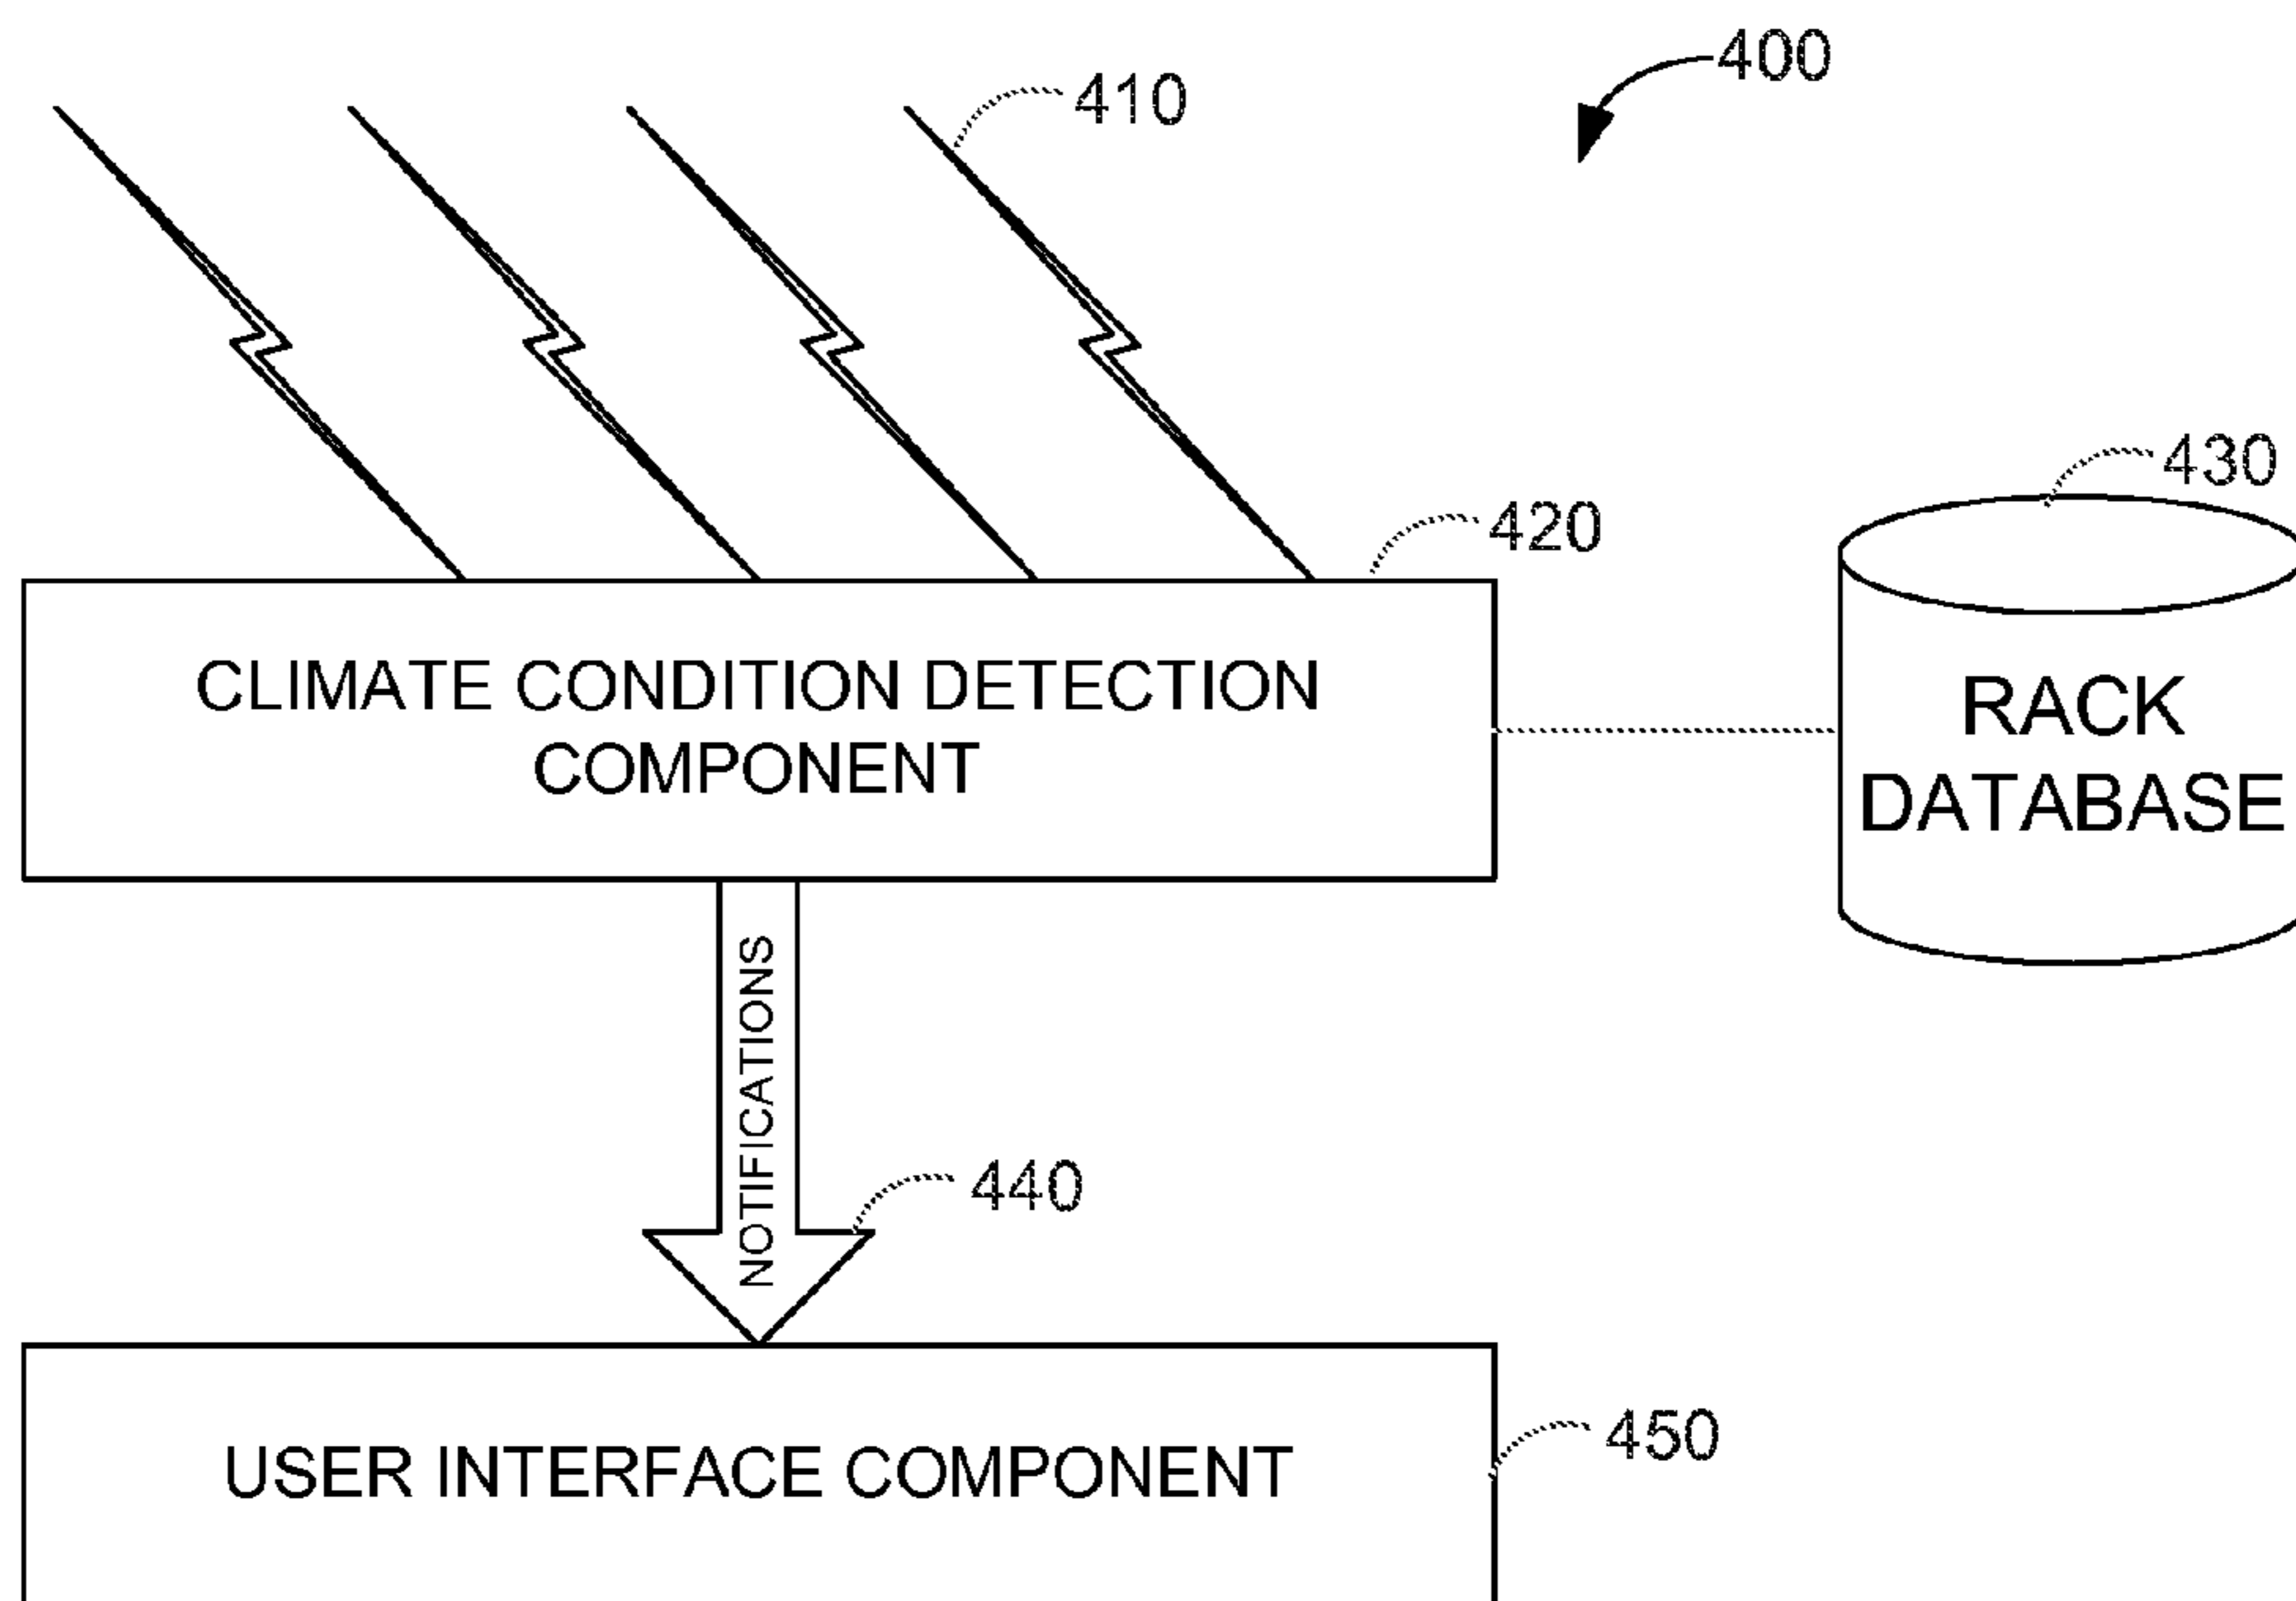 400
410
430
420
CLIMATE CONDITION DETECTION
COMPONENT
RACK
DATABASE
NOTIFICATIONS
440
450
USER INTERFACE COMPONENT